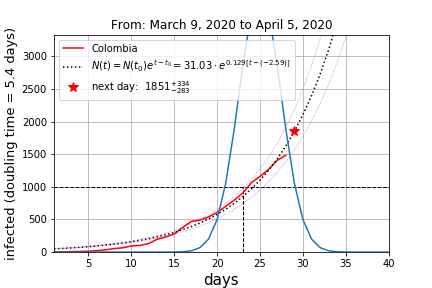 From: March 9, 2020 to April 5, 2020
infected (doubling time = 5.4 days)
3000
2500
2000
1500
1000
500
0
Colombia
N(t) = N(t₀)e^{t−t₀} = 31.03 · e^{0.129[t−(−2.59)]}
next day: 1851^{+334}_{−283}
5 10 15 20 25 30 35 40
days